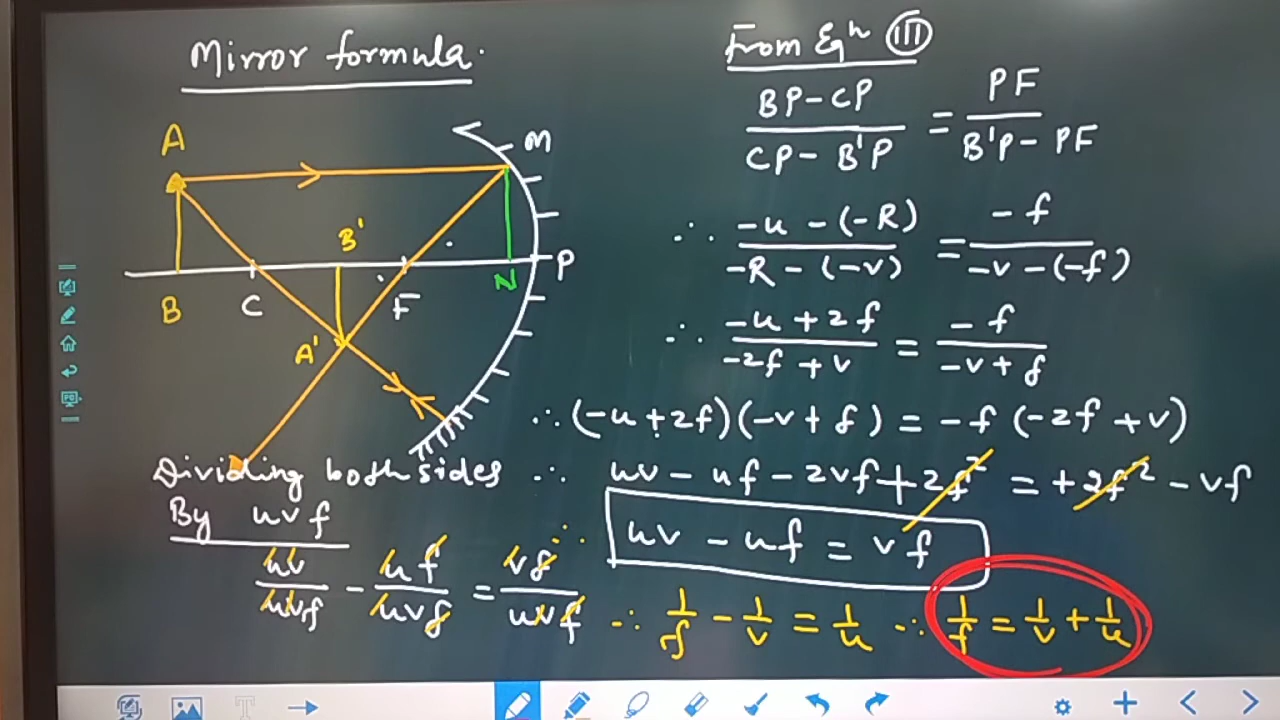 Mirror formula.
A
M
B'
P
B
C
F
N
A'
From Eqⁿ (III)
BP-CP / CP-B'P = PF / B'P-PF
∴ -u-(-R) / -R-(-v) = -f / -v-(-f)
∴ -u+2f / -2f+v = -f / -v+f
∴ (-u+2f)(-v+f) = -f(-2f+v)
∴ uv-uf-2vf+2f² = +2f²-vf
∴ uv-uf = vf
Dividing both sides
By uvf
uv/uvf - uf/uvf = vf/uvf
∴ 1/f - 1/v = 1/u ∴ 1/f = 1/v + 1/u